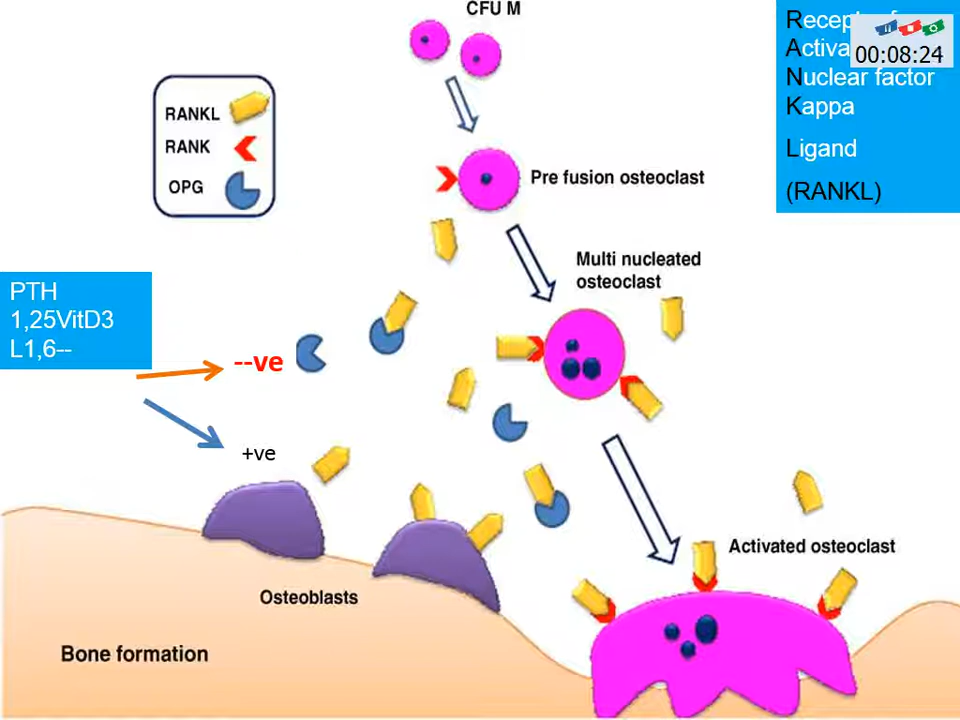 CFU M
Recept
Activa
Nuclear factor
Kappa
Ligand
(RANKL)
00:08:24
RANKL
RANK
OPG
Pre fusion osteoclast
Multi nucleated
osteoclast
PTH
1,25VitD3
L1,6--
--ve
+ve
Activated osteoclast
Osteoblasts
Bone formation